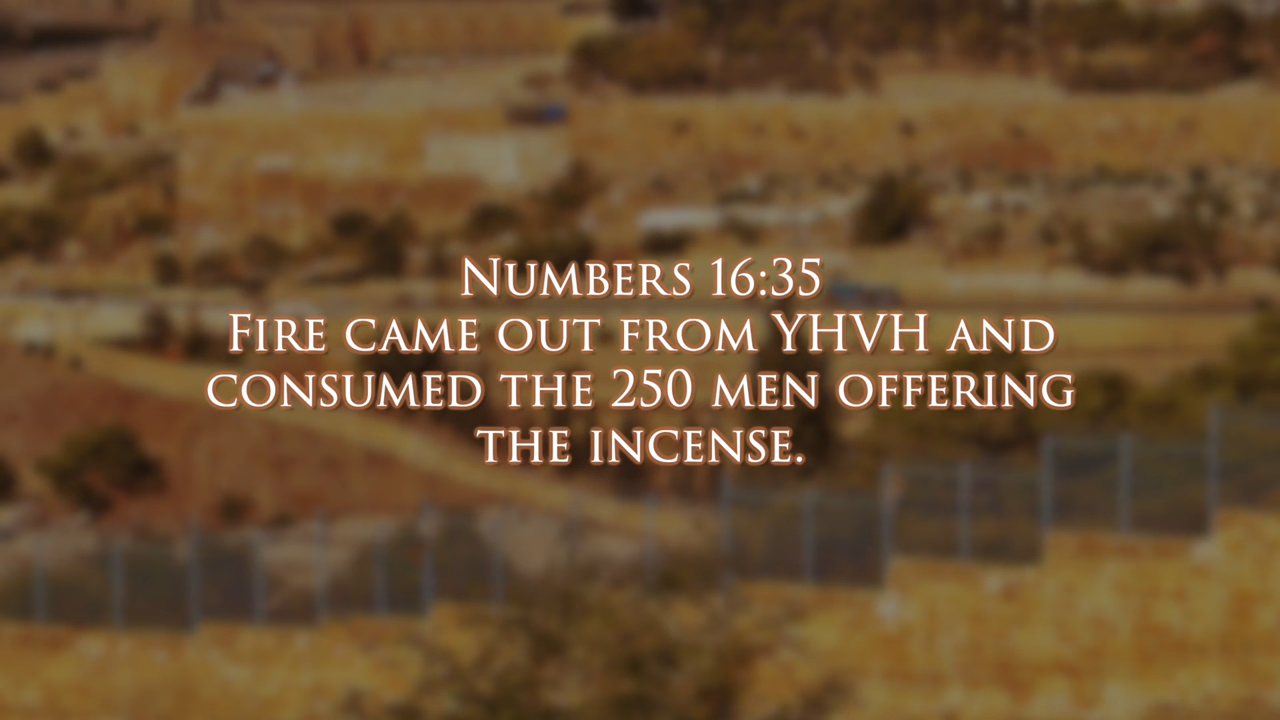 Numbers 16:35
Fire came out from YHVH and
consumed the 250 men offering
the incense.